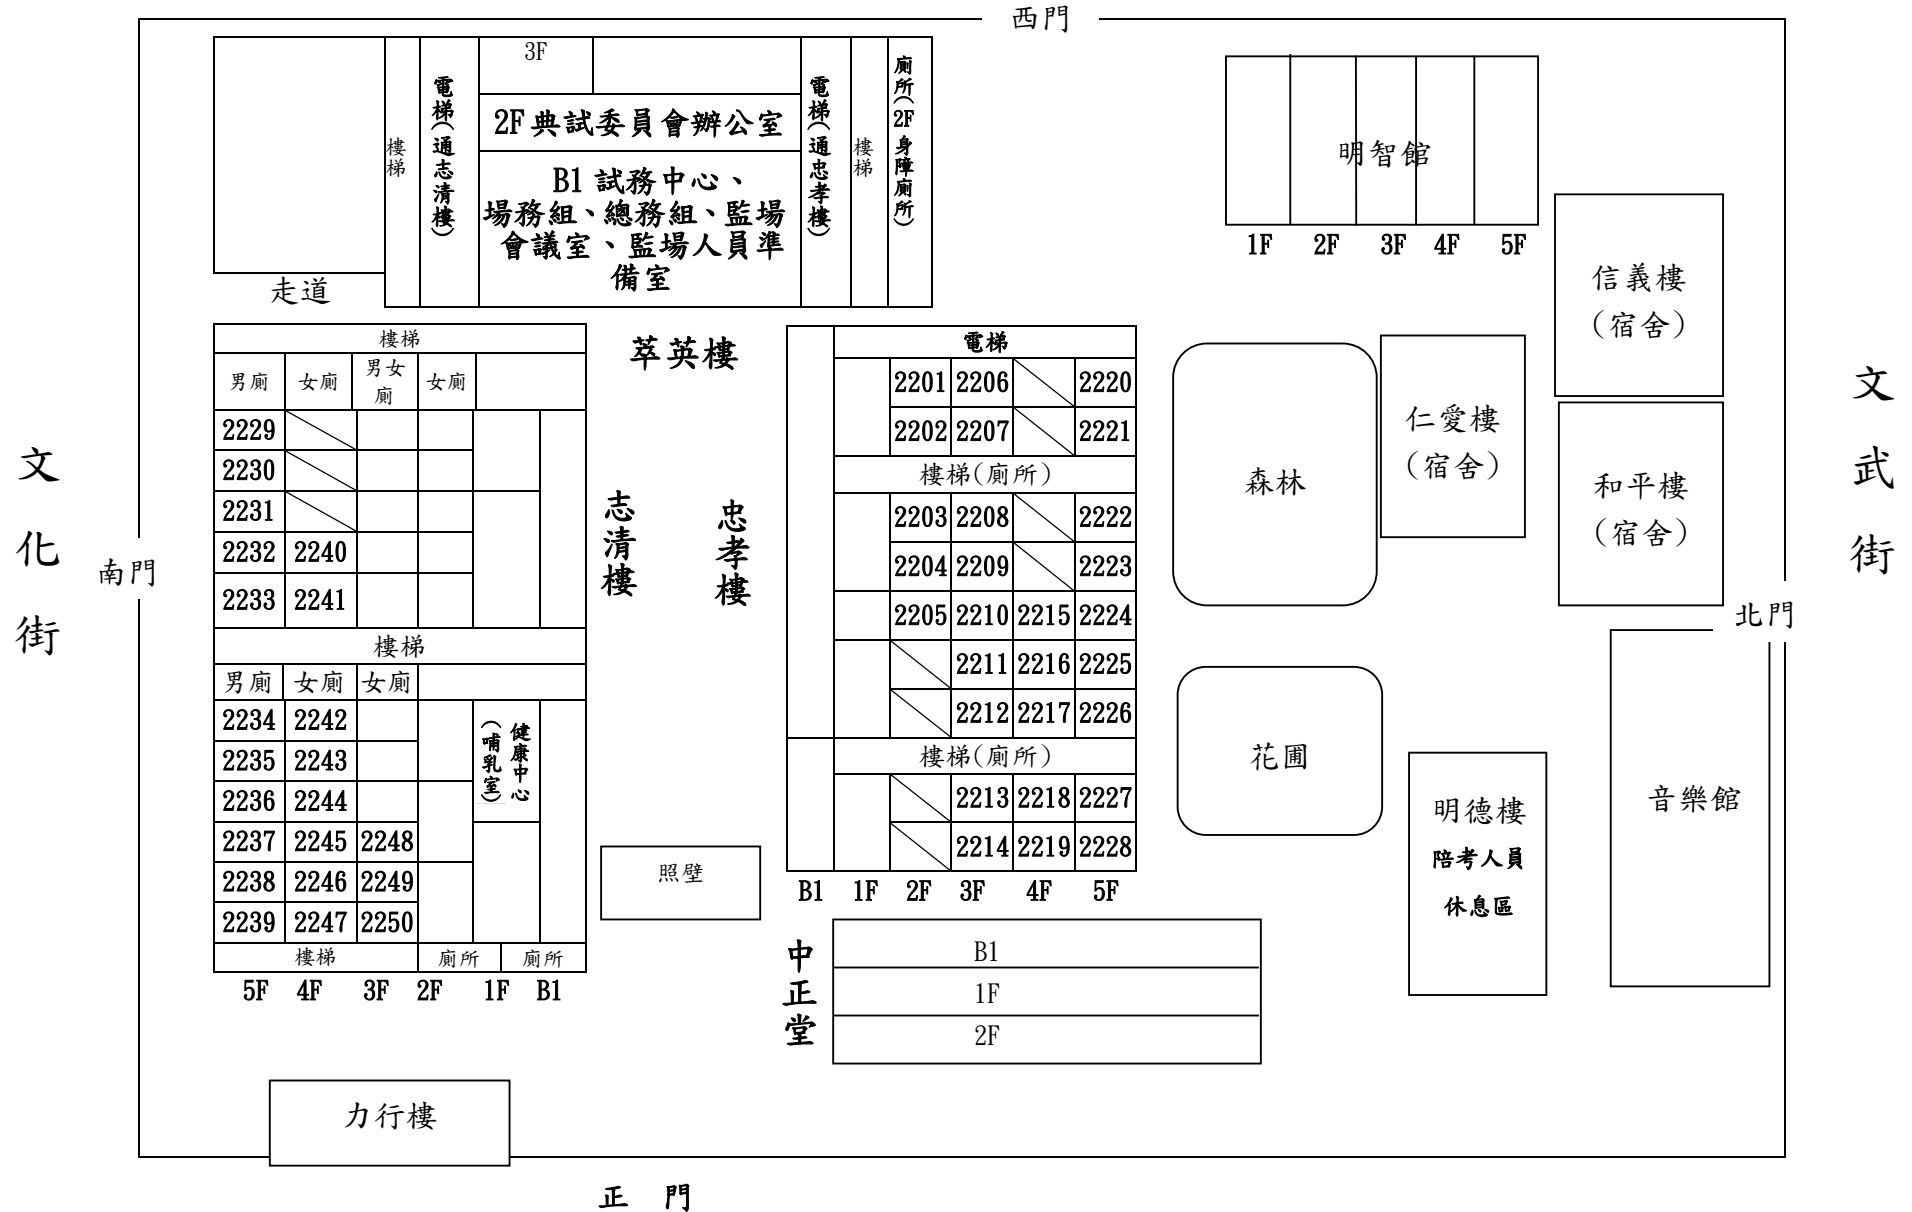 西門
3F
2F 典試委員會辦公室
B1 試務中心、
場務組、總務組、監場
會議室、監場人員準
備室
樓梯
電梯(通志清樓)
電梯(通忠孝樓)
樓梯
廁所(2F身障廁所)
走道
萃英樓
明智館
1F 2F 3F 4F 5F
信義樓
(宿舍)
仁愛樓
(宿舍)
和平樓
(宿舍)
文化街
南門
文武街
北門
志清樓
樓梯
男廁 女廁 男女廁 女廁
2229
2230
2231
2232 2240
2233 2241
樓梯
男廁 女廁 女廁
2234 2242
2235 2243
2236 2244
2237 2245 2248
2238 2246 2249
2239 2247 2250
健康中心
(哺乳室)
樓梯 廁所 廁所
5F 4F 3F 2F 1F B1
忠孝樓
電梯
2201 2206 2220
2202 2207 2221
樓梯(廁所)
2203 2208 2222
2204 2209 2223
2205 2210 2215 2224
2211 2216 2225
2212 2217 2226
樓梯(廁所)
2213 2218 2227
2214 2219 2228
B1 1F 2F 3F 4F 5F
森林
花圃
明德樓
陪考人員
休息區
音樂館
照壁
中正堂
B1
1F
2F
力行樓
正 門